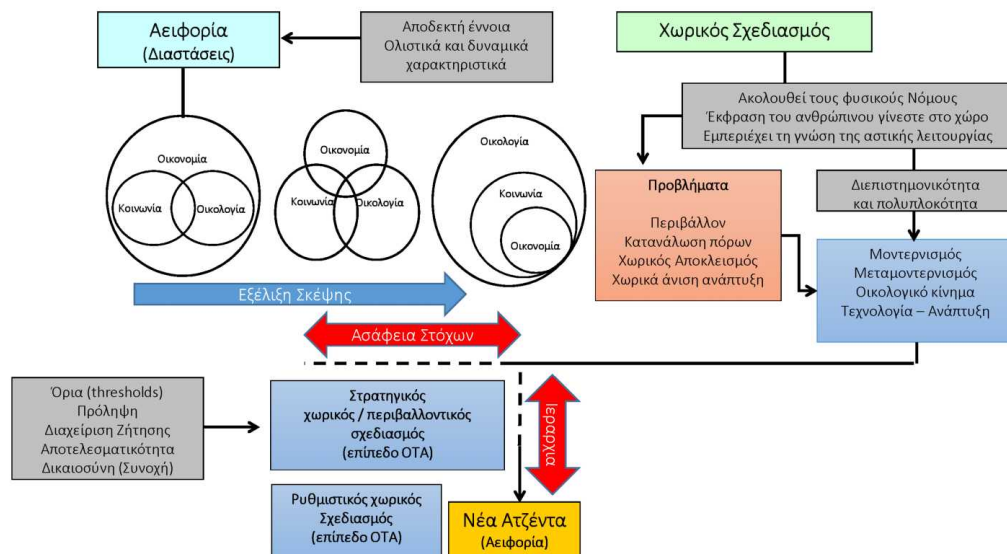 Αειφορία
(Διαστάσεις)
Αποδεκτή έννοια
Ολιστικά και δυναμικά
χαρακτηριστικά
Χωρικός Σχεδιασμός
Ακολουθεί τους φυσικούς Νόμους
Έκφραση του ανθρώπινου γίνεστε στο χώρο
Εμπεριέχει τη γνώση της αστικής λειτουργίας
Οικονομία
Κοινωνία
Οικολογία
Οικονομία
Κοινωνία
Οικολογία
Οικολογία
Κοινωνία
Οικονομία
Προβλήματα
Περιβάλλον
Κατανάλωση πόρων
Χωρικός Αποκλεισμός
Χωρικά άνιση ανάπτυξη
Διεπιστημονικότητα
και πολυπλοκότητα
Μοντερνισμός
Μεταμοντερνισμός
Οικολογικό κίνημα
Τεχνολογία – Ανάπτυξη
Εξέλιξη Σκέψης
Ασάφεια Στόχων
Όρια (thresholds)
Πρόληψη
Διαχείριση Ζήτησης
Αποτελεσματικότητα
Δικαιοσύνη (Συνοχή)
Στρατηγικός
χωρικός / περιβαλλοντικός
σχεδιασμός
(επίπεδο ΟΤΑ)
Ιεραρχία
Ρυθμιστικός χωρικός
Σχεδιασμός
(επίπεδο ΟΤΑ)
Νέα Ατζέντα
(Αειφορία)